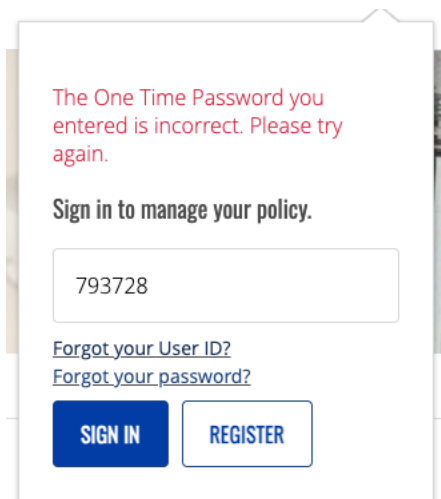 The One Time Password you
entered is incorrect. Please try
again.
Sign in to manage your policy.
793728
Forgot your User ID?
Forgot your password?
SIGN IN
REGISTER